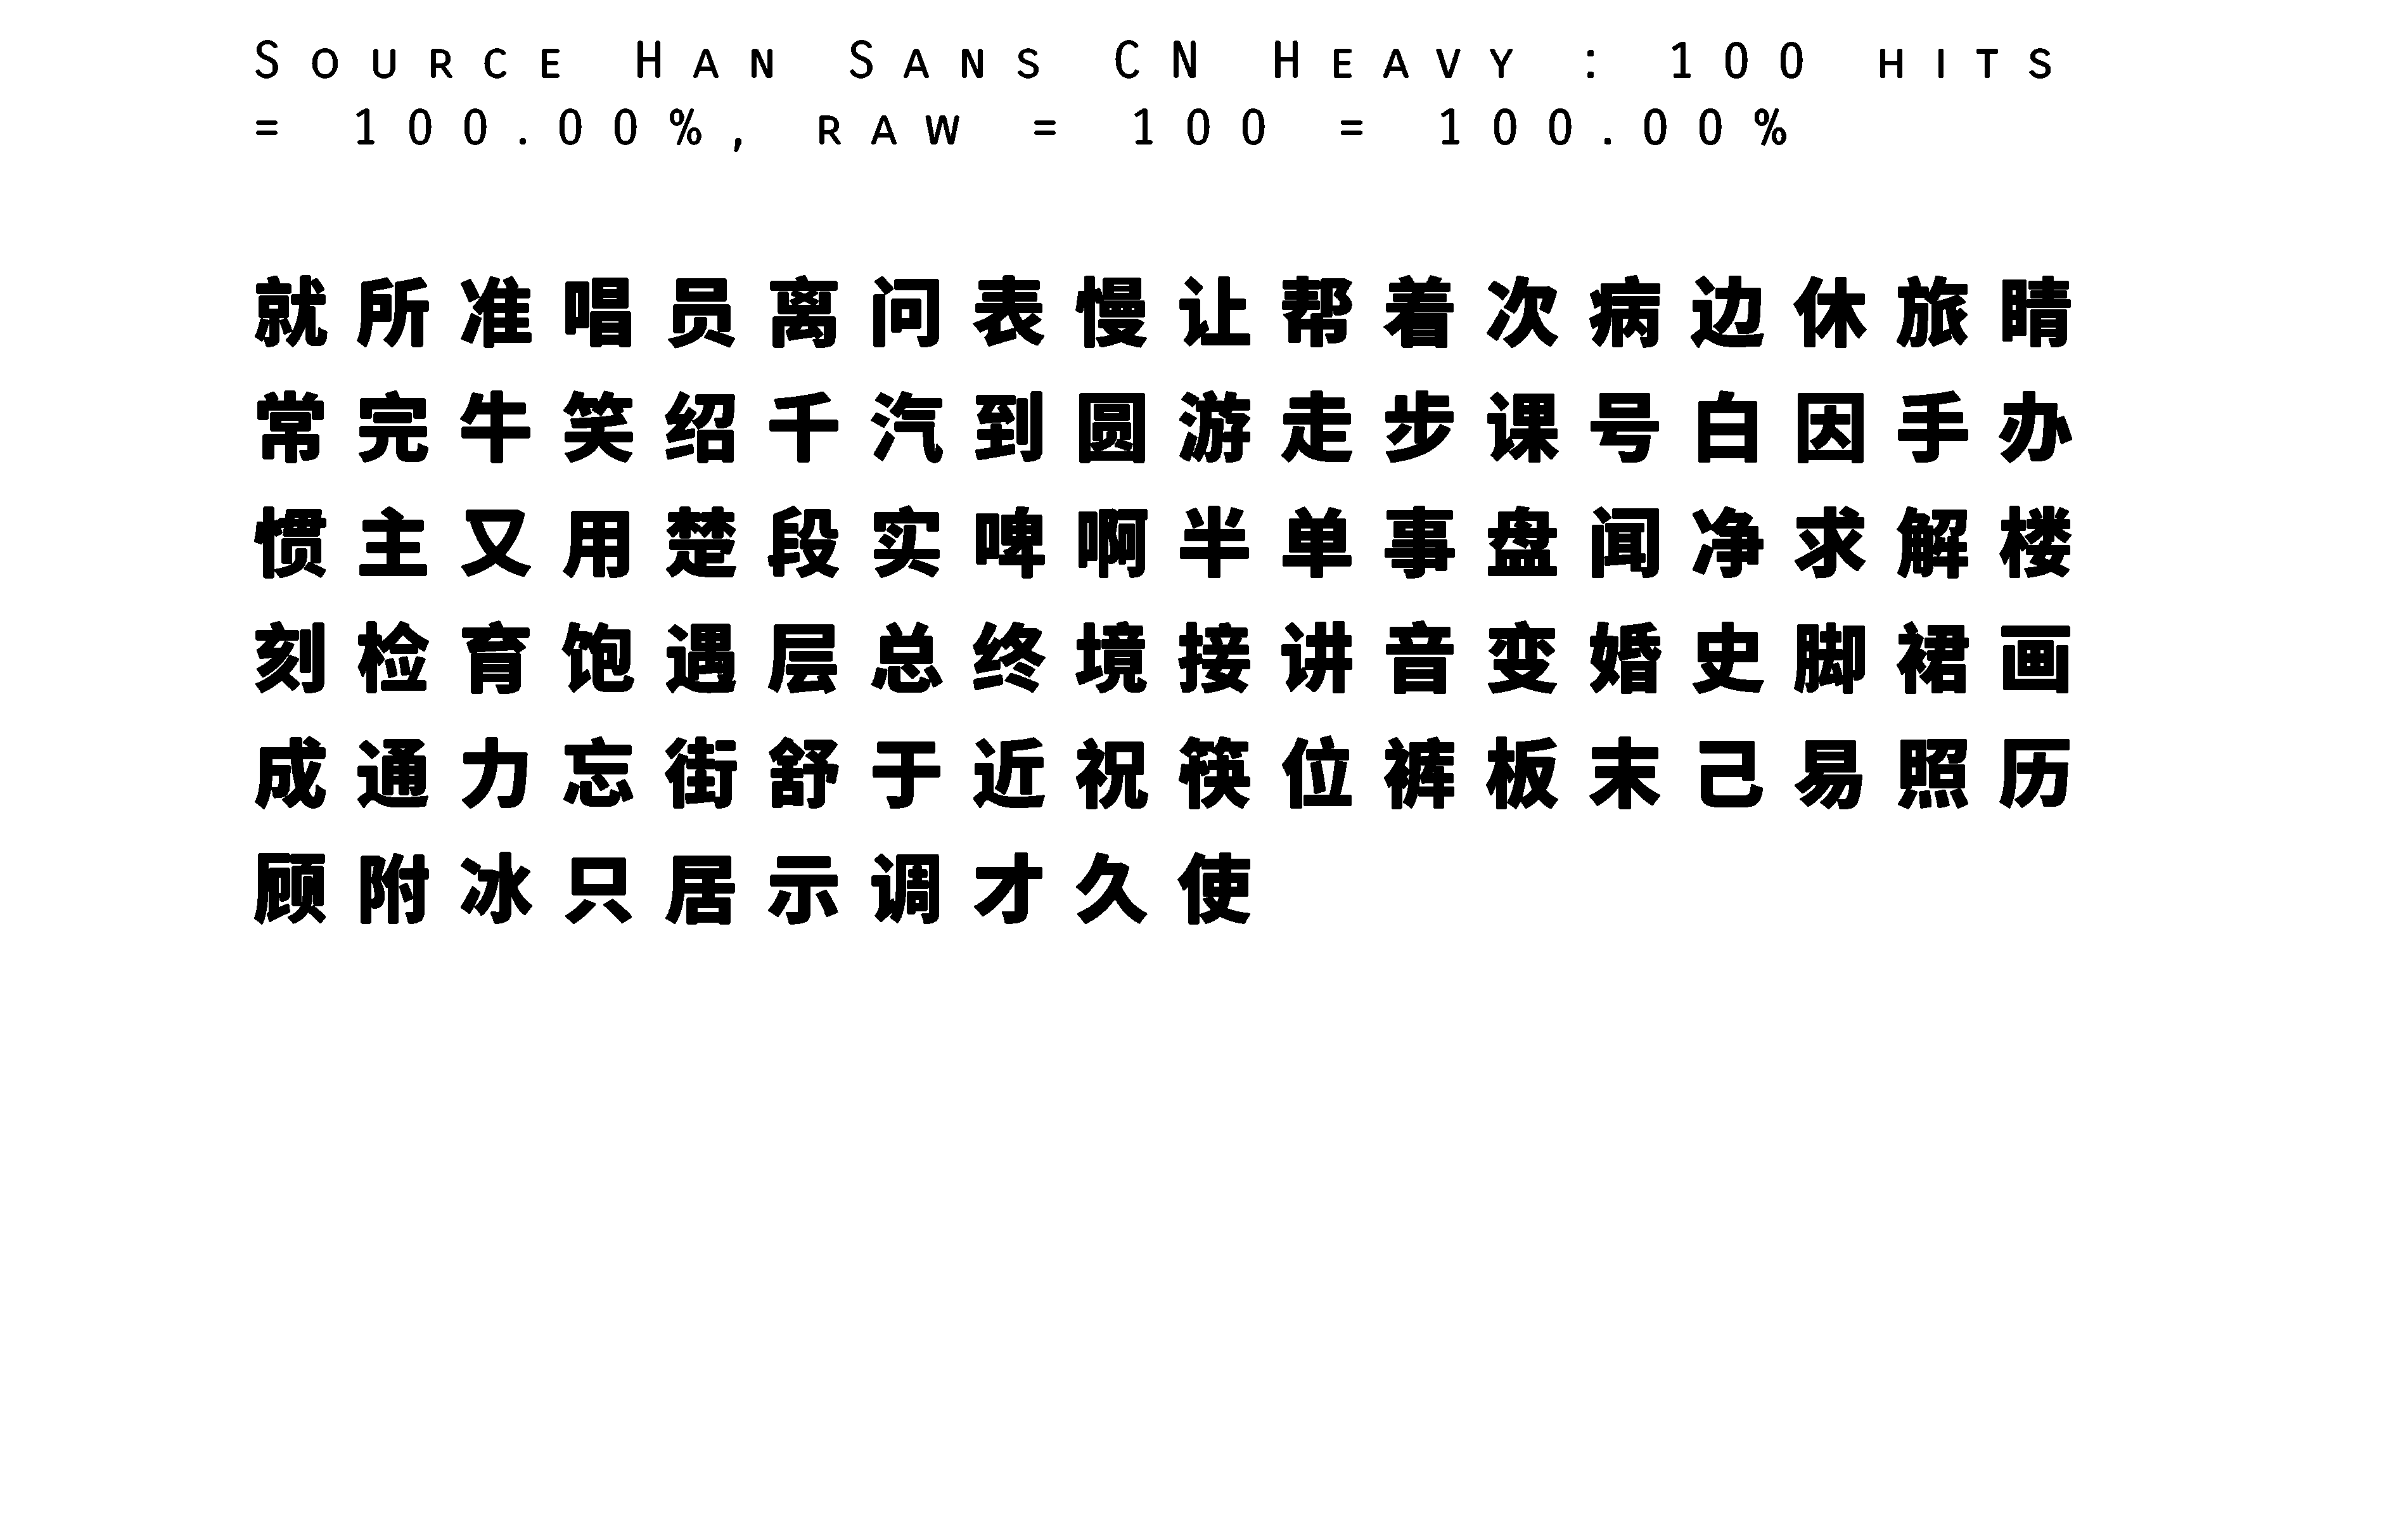 Source Han Sans CN Heavy : 100 hits
= 100.00%, raw = 100 = 100.00%
就所准唱员离问表慢让帮着次病边休旅睛
常完牛笑绍千汽到圆游走步课号白因手办
惯主又用楚段实啤啊半单事盘闻净求解楼
刻检育饱遇层总终境接讲音变婚史脚裙画
成通力忘街舒于近祝筷位裤板末己易照历
顾附冰只居示调才久使